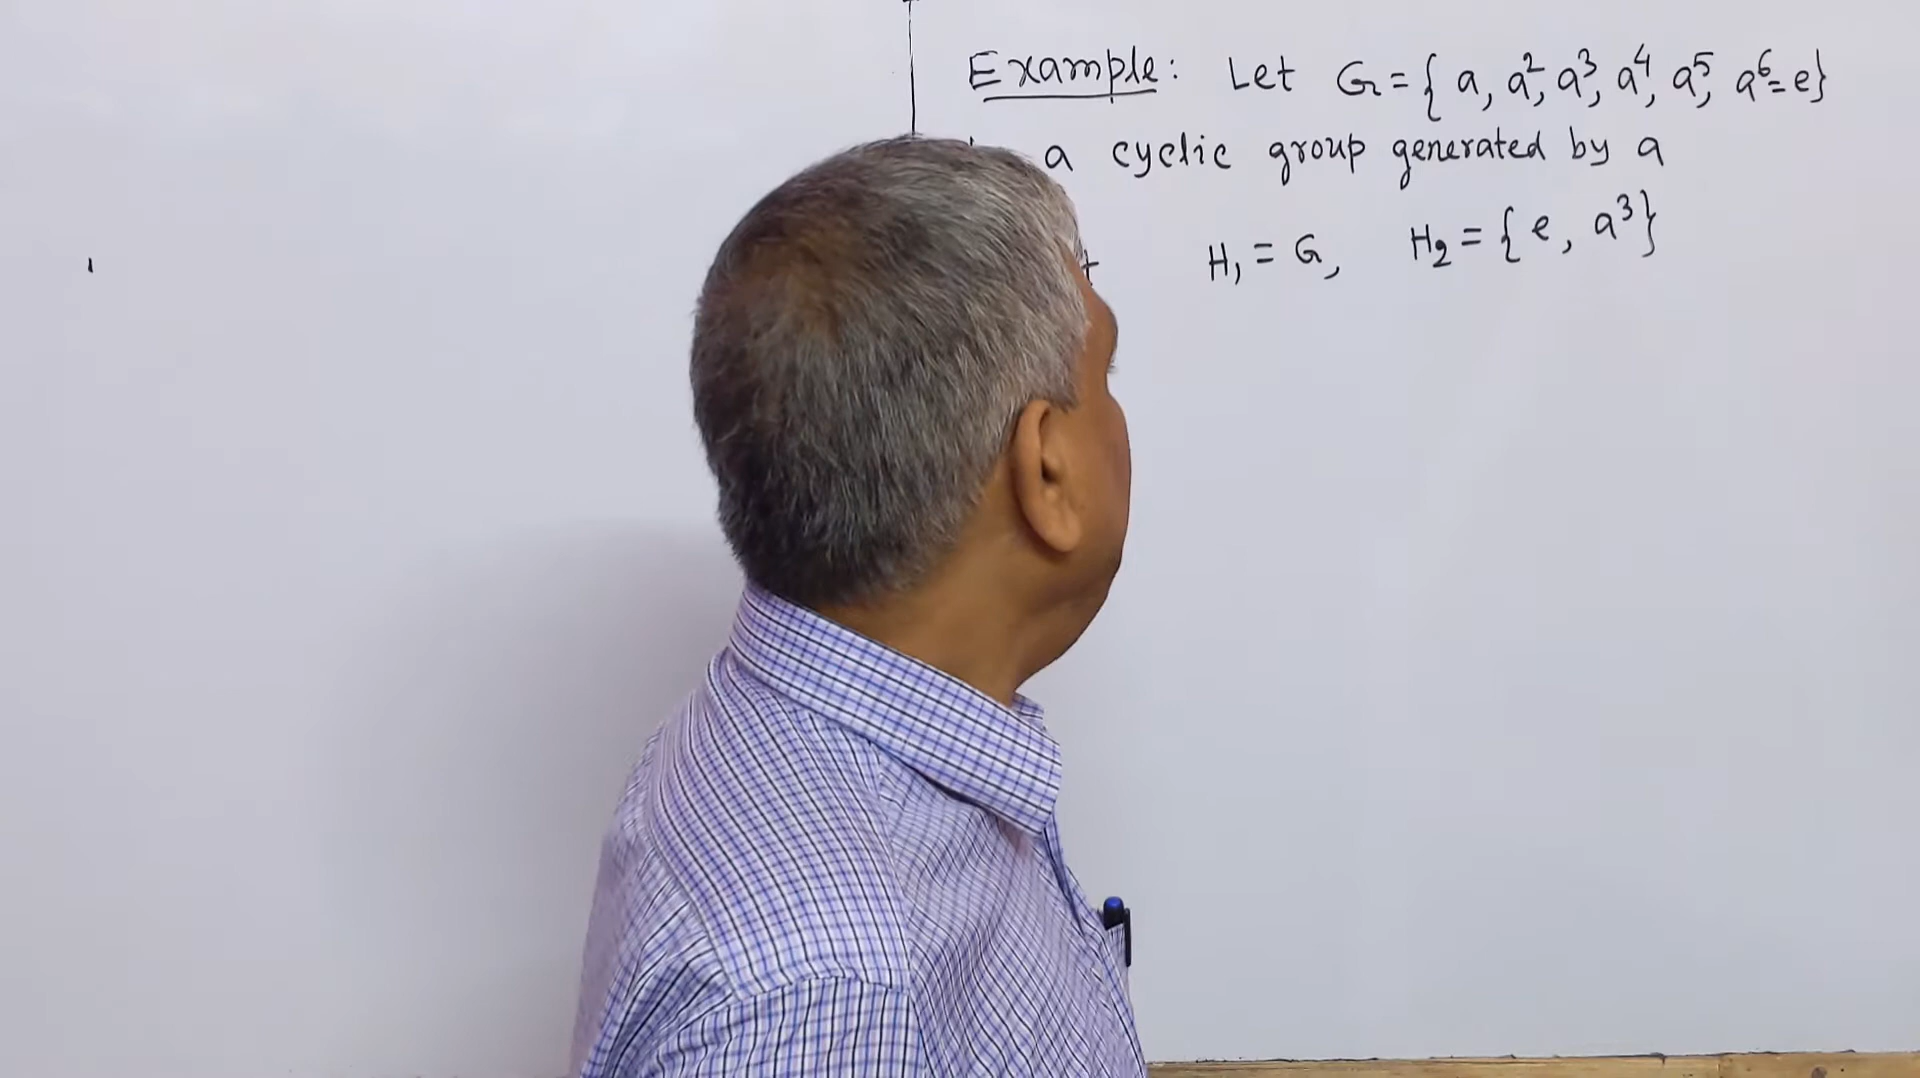 Example: Let G = { a, a², a³, a⁴, a⁵, a⁶ = e}
a cyclic group generated by a
H₁ = G, H₂ = { e, a³}